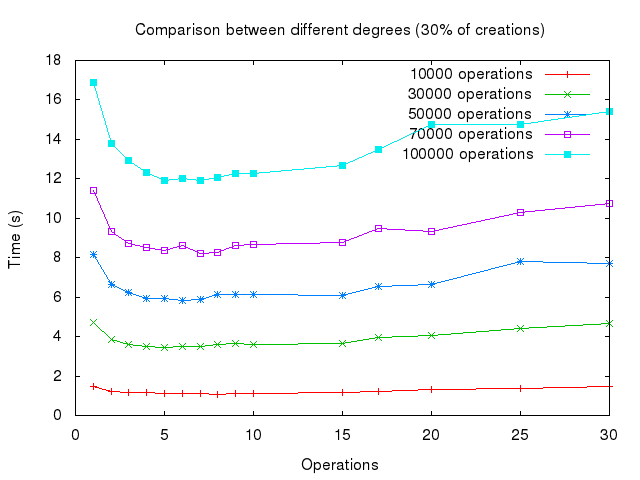 Comparison between different degrees (30% of creations)
18
16
14
12
10
8
6
4
2
0
Time (s)
10000 operations
30000 operations
50000 operations
70000 operations
100000 operations
0 5 10 15 20 25 30
Operations